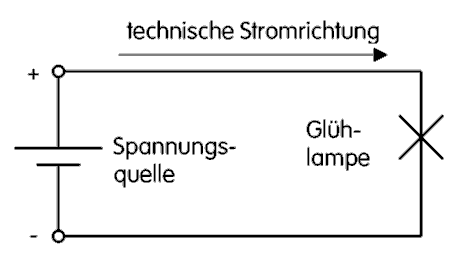 technische Stromrichtung
+
Spannungs-
quelle
Glüh-
lampe
-